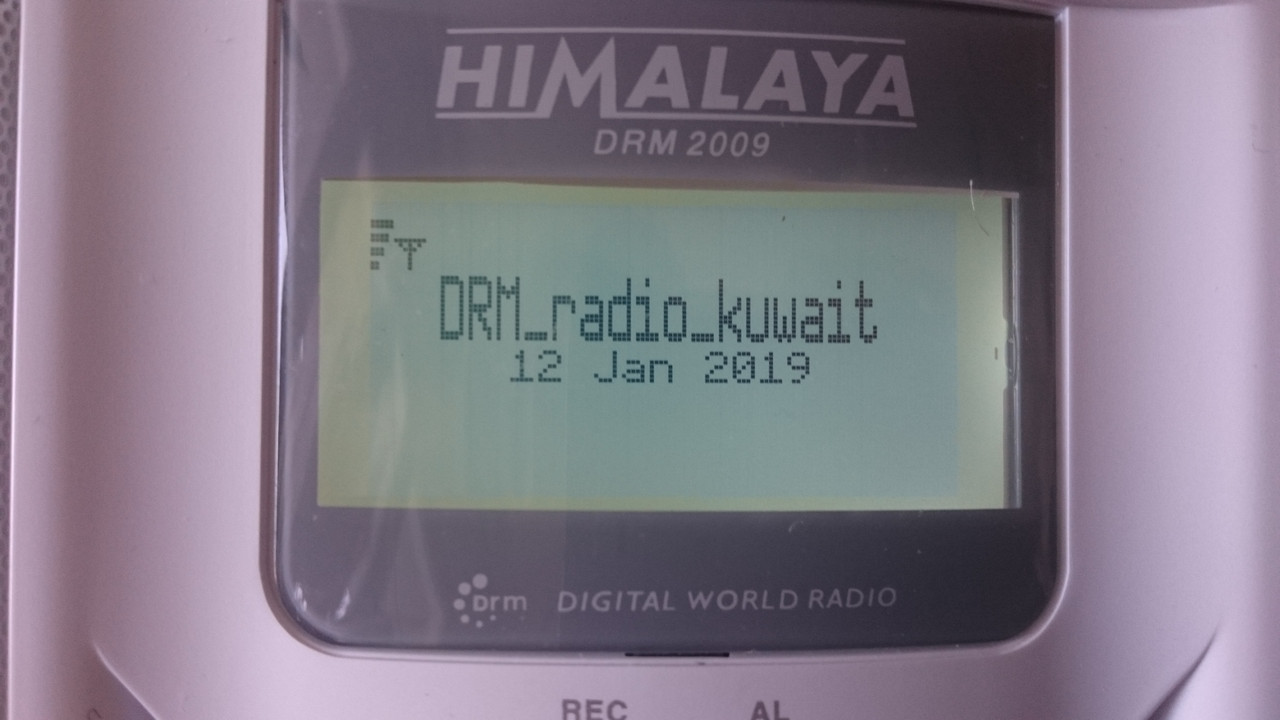 HIMALAYA
DRM 2009
DRM_radio_kuwait
12 Jan 2019
Drm DIGITAL WORLD RADIO
REC AL